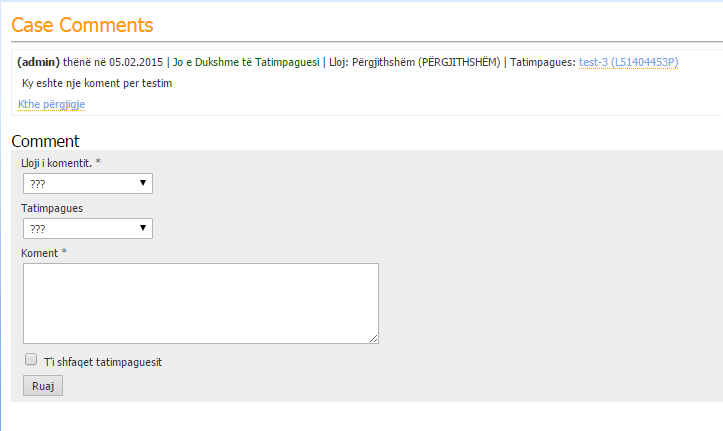 Case Comments
(admin) thënë në 05.02.2015 | Jo e Dukshme të Tatimpaguesi | Lloj: Përgjithshëm (PËRGJITHSHËM) | Tatimpagues: test-3 (L51404453P)
Ky eshte nje koment per testim
Kthe përgjigje
Comment
Lloji i komentit. *
???
Tatimpagues
???
Koment *
T'i shfaqet tatimpaguesit
Ruaj